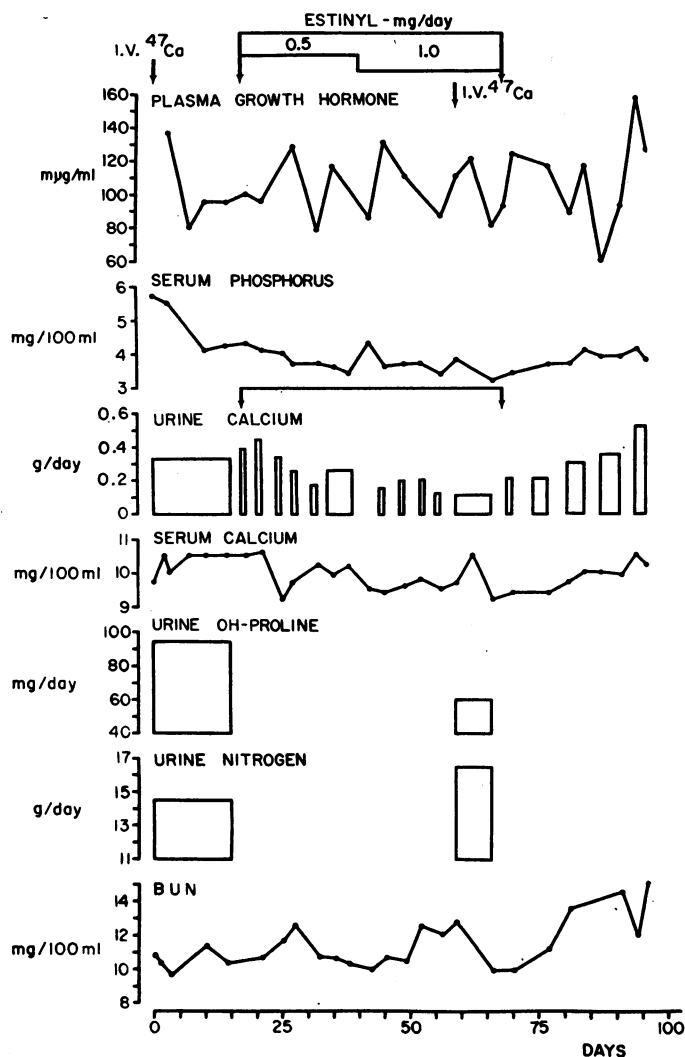 ESTINYL - mg/day
0.5 1.0
I.V. 47Ca
I.V. 47Ca
PLASMA GROWTH HORMONE
mμg/ml
160
140
120
100
80
60
SERUM PHOSPHORUS
mg/100 ml
6
5
4
3
URINE CALCIUM
g/day
0.6
0.4
0.2
0
SERUM CALCIUM
mg/100 ml
11
10
9
URINE OH-PROLINE
mg/day
100
80
60
40
URINE NITROGEN
g/day
17
15
13
11
BUN
mg/100 ml
14
12
10
8
0 25 50 75 100
DAYS